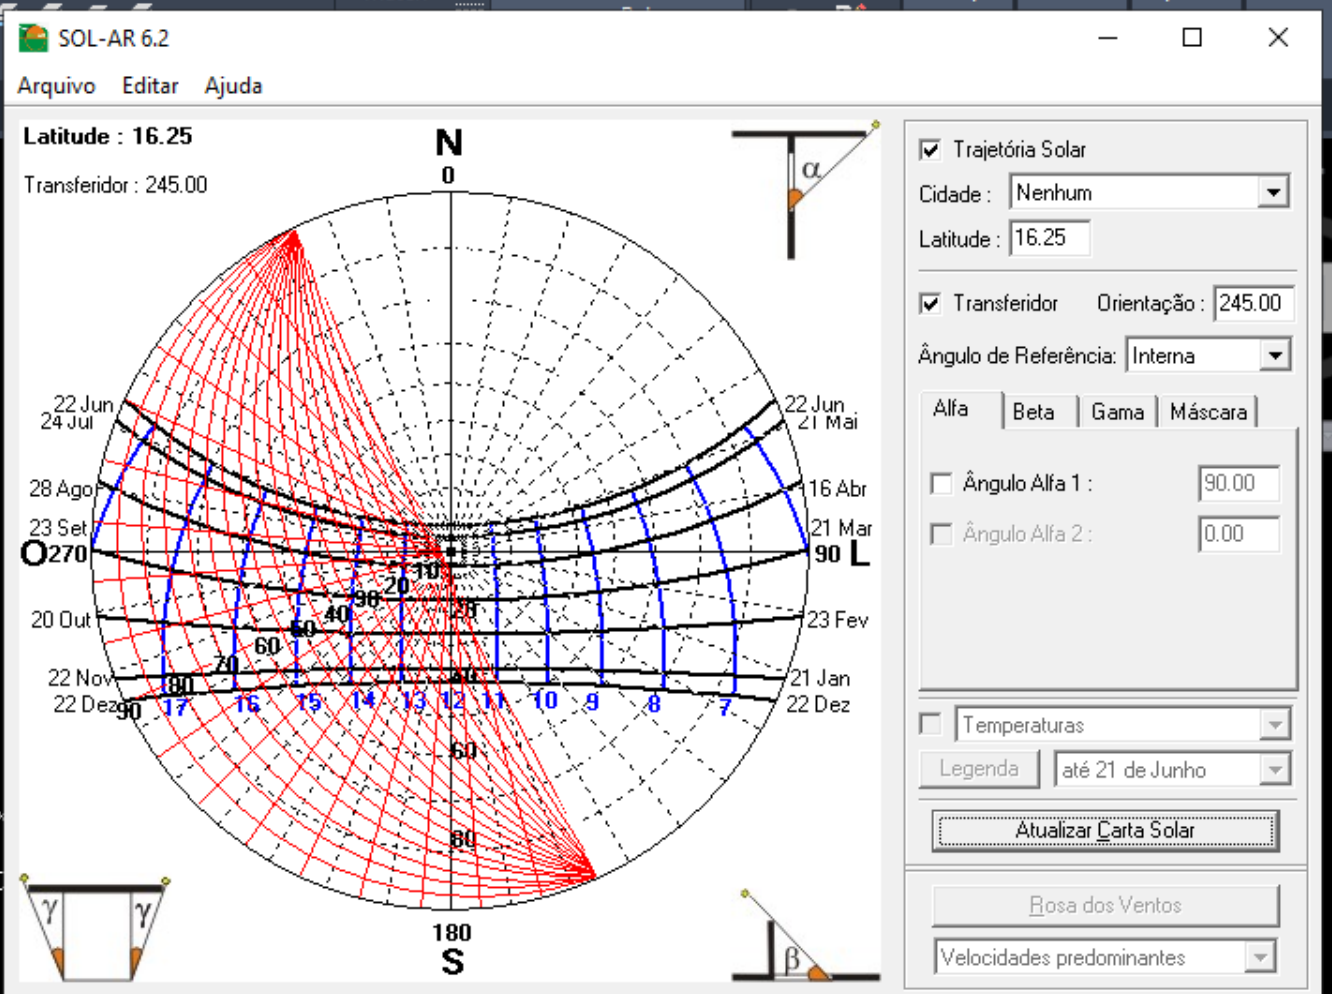 SOL-AR 6.2
Arquivo Editar Ajuda
Latitude : 16.25
Transferidor : 245.00
N
0
α
22 Jun
24 Jul
28 Ago
23 Set
O 270
20 Out
22 Nov
22 Dez
22 Jun
21 Mai
16 Abr
21 Mar
90 L
23 Fev
21 Jan
22 Dez
10
20
30
40
50
60
70
80
90
20
40
60
80
17 16 15 14 13 12 11 10 9 8 7
180
S
γ γ
β
Trajetória Solar
Cidade : Nenhum
Latitude : 16.25
Transferidor Orientação : 245.00
Ângulo de Referência: Interna
Alfa Beta Gama Máscara
Ângulo Alfa 1 : 90.00
Ângulo Alfa 2 : 0.00
Temperaturas
Legenda até 21 de Junho
Atualizar Carta Solar
Rosa dos Ventos
Velocidades predominantes